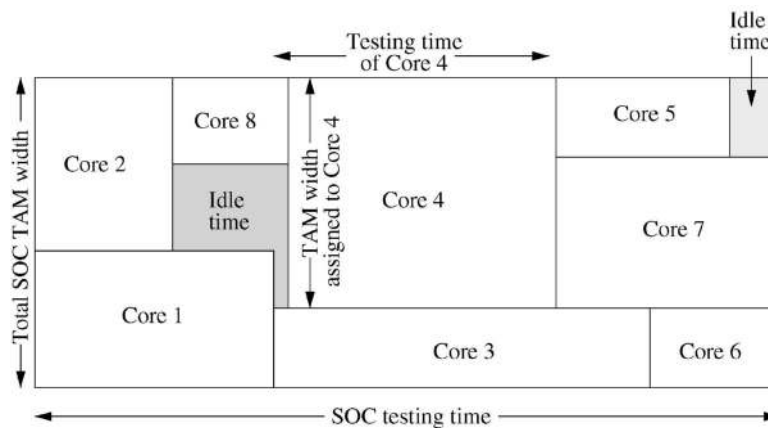 Testing time
of Core 4
Idle
time
Total SOC TAM width
Core 2
Core 8
Idle
time
TAM width
assigned to Core 4
Core 4
Core 5
Core 7
Core 1
Core 3
Core 6
SOC testing time